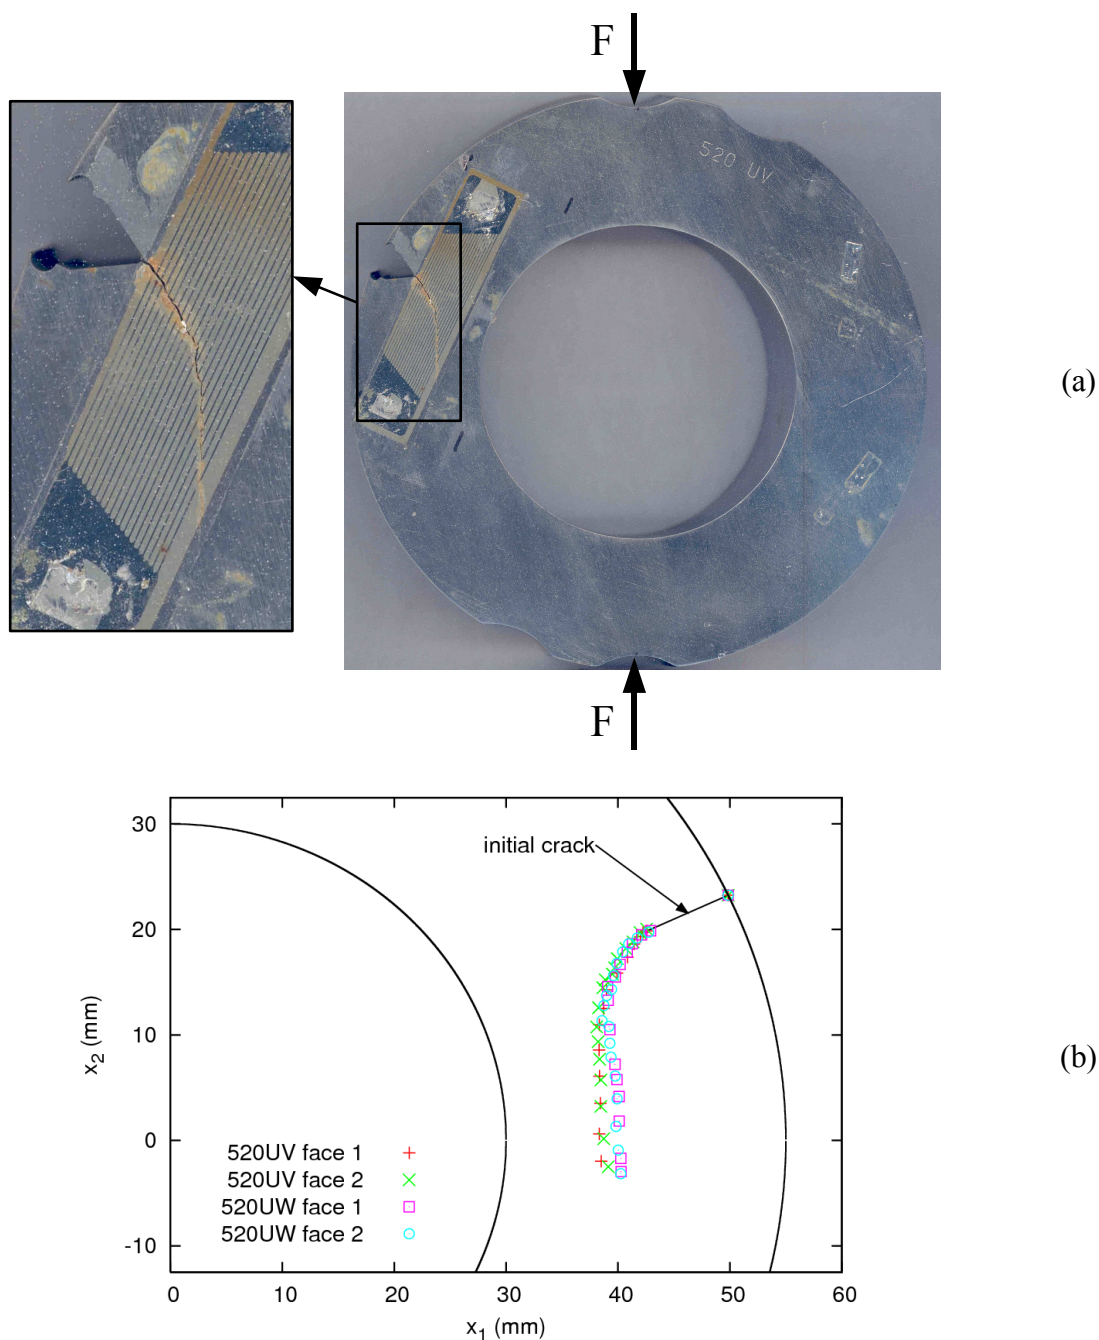 F
520 UV
(a)
F
initial crack
30
20
10
0
-10
x2 (mm)
(b)
520UV face 1
520UV face 2
520UW face 1
520UW face 2
0
10
20
30
40
50
60
x1 (mm)